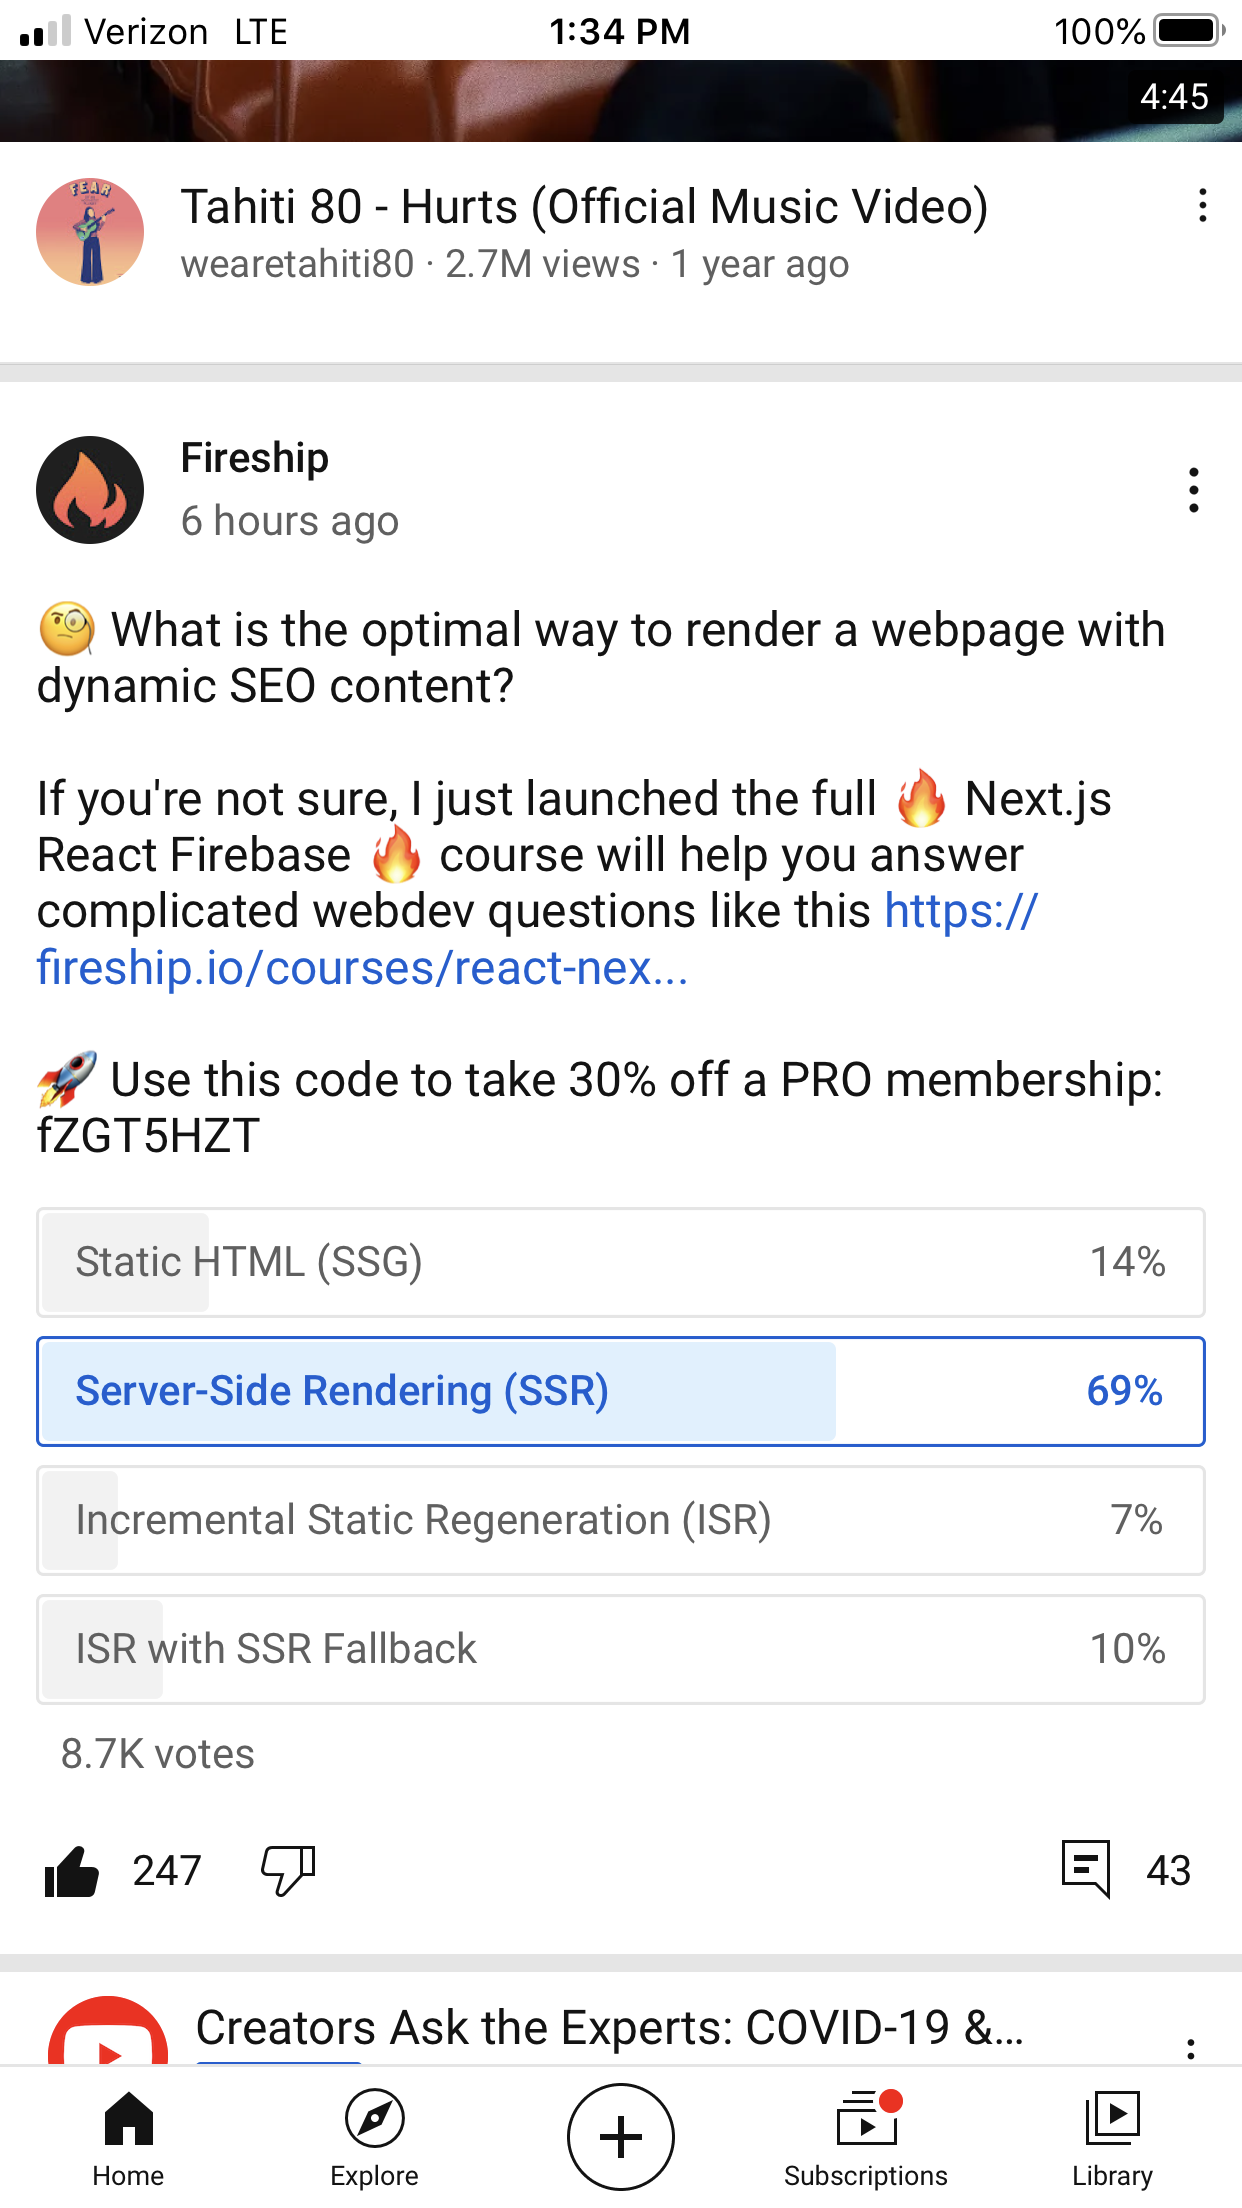 Verizon LTE 1:34 PM 100%
4:45
FEAR
Tahiti 80 - Hurts (Official Music Video)
wearetahiti80 · 2.7M views · 1 year ago
Fireship
6 hours ago
🧐 What is the optimal way to render a webpage with
dynamic SEO content?
If you're not sure, I just launched the full 🔥 Next.js
React Firebase 🔥 course will help you answer
complicated webdev questions like this https://
fireship.io/courses/react-nex...
🚀 Use this code to take 30% off a PRO membership:
fZGT5HZT
Static HTML (SSG) 14%
Server-Side Rendering (SSR) 69%
Incremental Static Regeneration (ISR) 7%
ISR with SSR Fallback 10%
8.7K votes
247 43
Creators Ask the Experts: COVID-19 &...
Home Explore Subscriptions Library